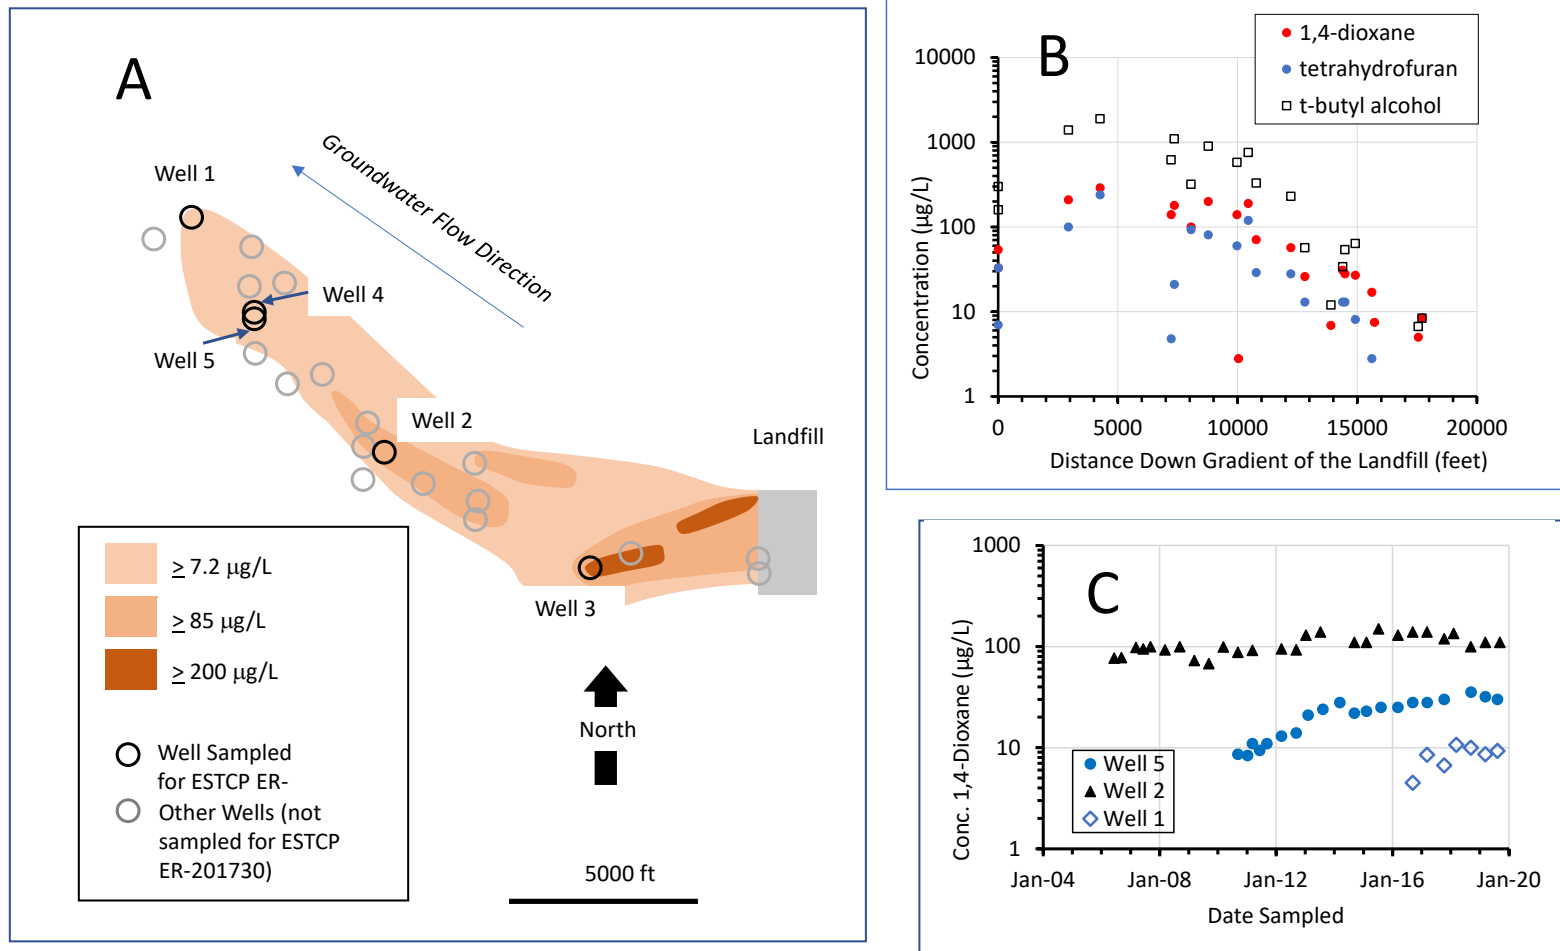 A
Groundwater Flow Direction
Well 1
Well 4
Well 5
Well 2
Landfill
Well 3
≥ 7.2 µg/L
≥ 85 µg/L
≥ 200 µg/L
Well Sampled
for ESTCP ER-
Other Wells (not
sampled for ESTCP
ER-201730)
North
5000 ft
B
1,4-dioxane
tetrahydrofuran
t-butyl alcohol
Concentration (µg/L)
10000
1000
100
10
1
0 5000 10000 15000 20000
Distance Down Gradient of the Landfill (feet)
C
Conc. 1,4-Dioxane (µg/L)
1000
100
10
1
Well 5
Well 2
Well 1
Jan-04 Jan-08 Jan-12 Jan-16 Jan-20
Date Sampled